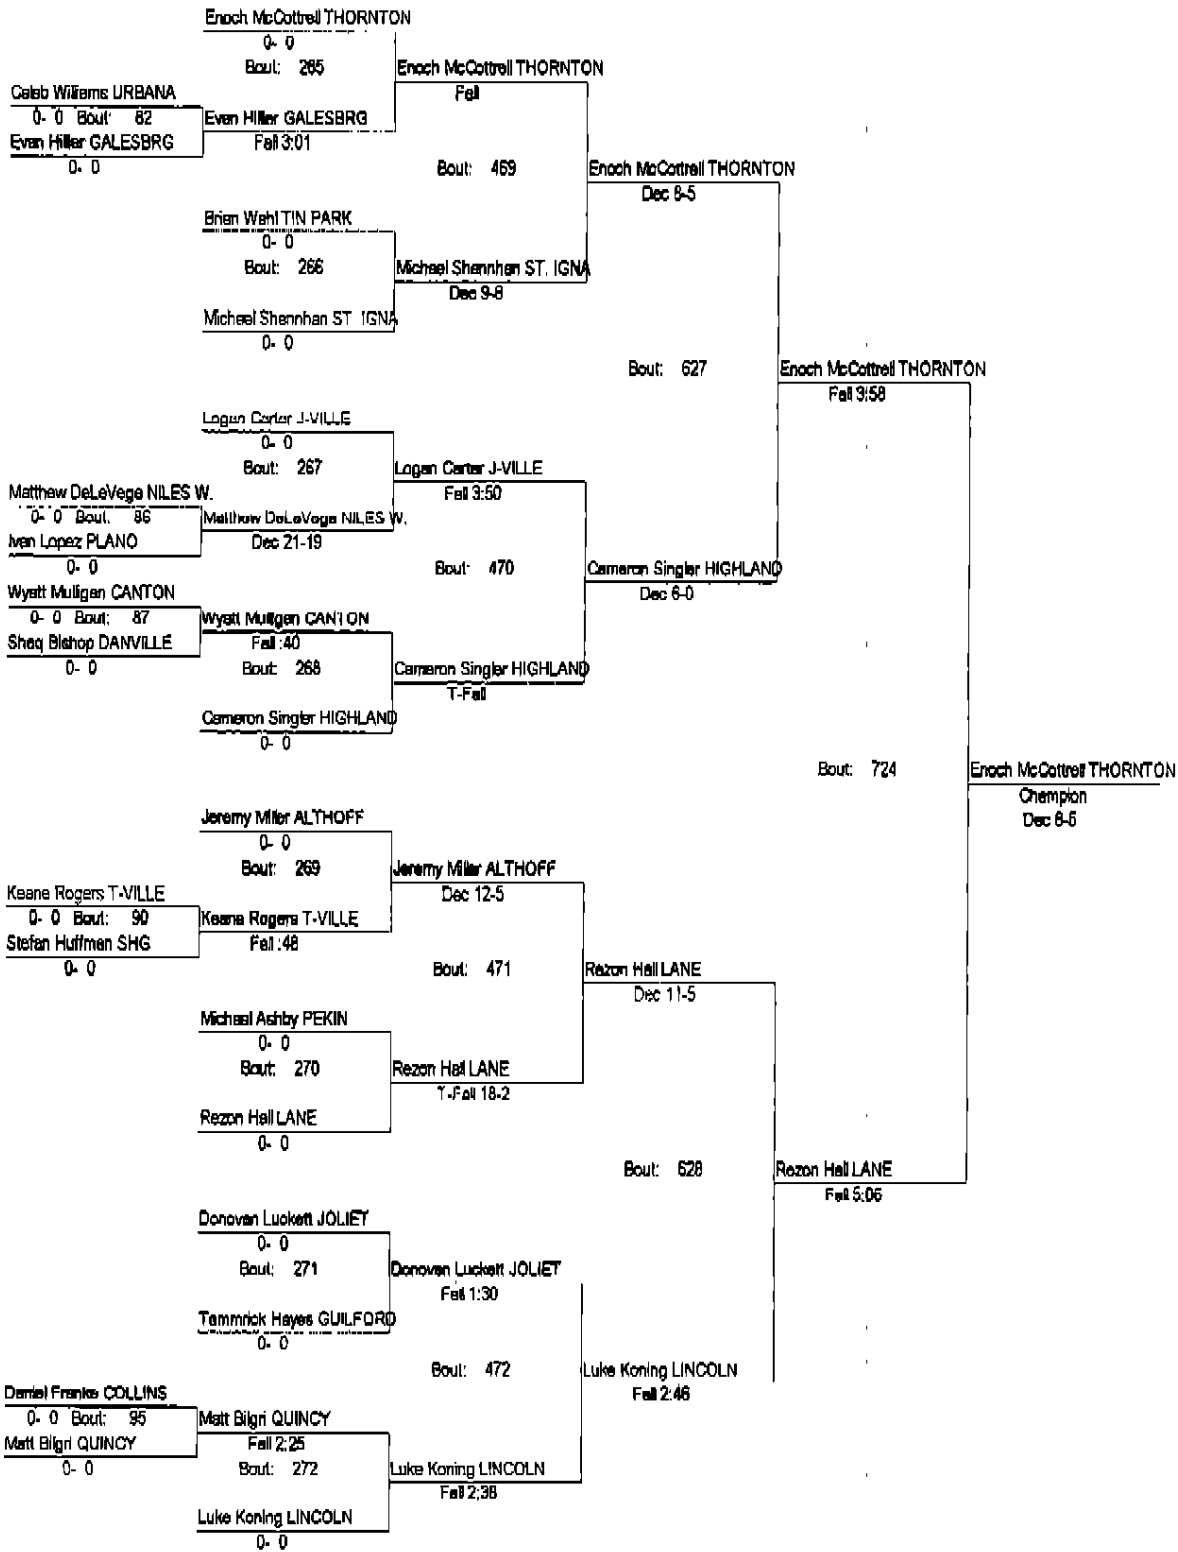 Enoch McCottrell THORNTON
0- 0
Bout: 265
Enoch McCottrell THORNTON
Fall
Caleb Williams URBANA
0- 0 Bout: 82
Evan Hiller GALESBRG
Fall 3:01
Evan Hiller GALESBRG
0- 0
Bout: 469
Enoch McCottrell THORNTON
Dec 8-5
Brian Wahl TIN PARK
0- 0
Bout: 266
Michael Shennhan ST. IGNA
Dec 9-8
Michael Shennhan ST. IGNA
0- 0
Bout: 627
Enoch McCottrell THORNTON
Fall 3:58
Logan Carter J-VILLE
0- 0
Bout: 267
Logan Carter J-VILLE
Fall 3:50
Matthew DeLeVega NILES W.
0- 0 Bout: 86
Matthew DeLeVega NILES W.
Dec 21-19
Ivan Lopez PLANO
0- 0
Bout: 470
Cameron Singler HIGHLAND
Dec 6-0
Wyatt Mulligan CANTON
0- 0 Bout: 87
Wyatt Mulligan CANTON
Fall :40
Shaq Bishop DANVILLE
0- 0
Bout: 268
Cameron Singler HIGHLAND
T-Fall
Cameron Singler HIGHLAND
0- 0
Bout: 724
Enoch McCottrell THORNTON
Champion
Dec 8-5
Jeremy Miller ALTHOFF
0- 0
Bout: 269
Jeremy Miller ALTHOFF
Dec 12-5
Keane Rogers T-VILLE
0- 0 Bout: 90
Keane Rogers T-VILLE
Fall :48
Stefan Huffman SHG
0- 0
Bout: 471
Rezon Hall LANE
Dec 11-5
Michael Ashby PEKIN
0- 0
Bout: 270
Rezon Hall LANE
T-Fall 18-2
Rezon Hall LANE
0- 0
Bout: 628
Rezon Hall LANE
Fall 5:06
Donovan Luckett JOLIET
0- 0
Bout: 271
Donovan Luckett JOLIET
Fall 1:30
Tammrick Hayes GUILFORD
0- 0
Bout: 472
Luke Koning LINCOLN
Fall 2:46
Daniel Franke COLLINS
0- 0 Bout: 95
Matt Bilgri QUINCY
Fall 2:25
Matt Bilgri QUINCY
0- 0
Bout: 272
Luke Koning LINCOLN
Fall 2:38
Luke Koning LINCOLN
0- 0